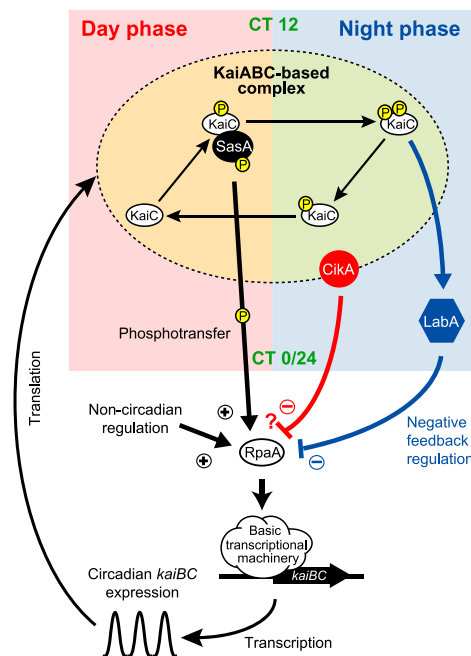 Day phase
CT 12
Night phase
KaiABC-based
complex
P
KaiC
SasA
P
P P
KaiC
KaiC
P
KaiC
CikA
LabA
P
Phosphotransfer
CT 0/24
Translation
Non-circadian
regulation
+
+
?
−
−
RpaA
Negative
feedback
regulation
Basic
transcriptional
machinery
kaiBC
Circadian kaiBC
expression
Transcription